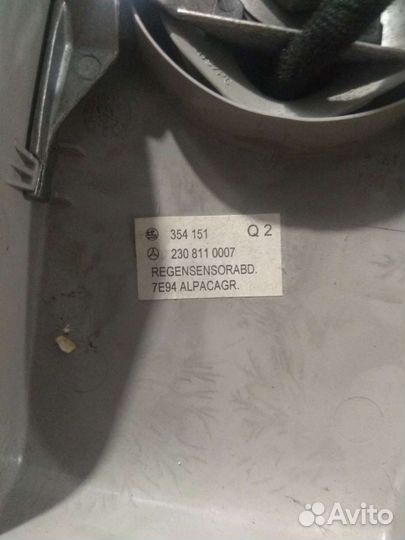 354 151 Q 2
230 811 0007
REGENSENSORABD.
7E94 ALPACAGR.
Avito